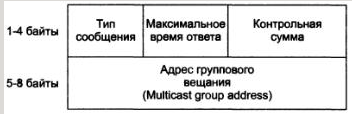 1-4 байты
Тип
сообщения
Максимальное
время ответа
Контрольная
сумма
5-8 байты
Адрес группового
вещания
(Multicast group address)